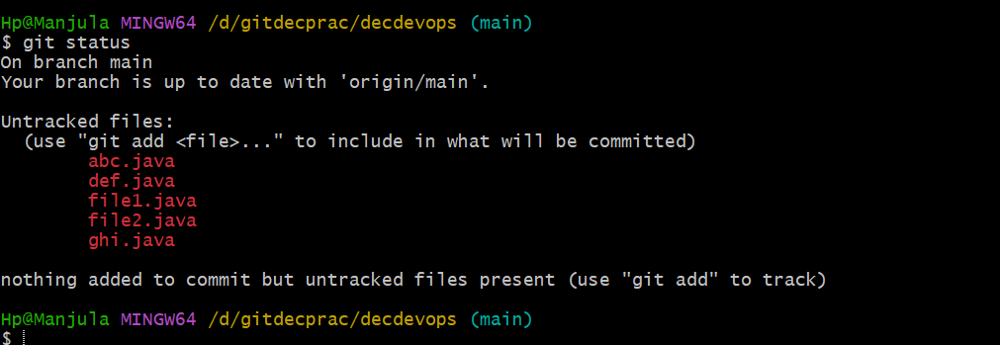 Hp@Manjula MINGW64 /d/gitdecprac/decdevops (main)
$ git status
On branch main
Your branch is up to date with 'origin/main'.
Untracked files:
  (use "git add <file>..." to include in what will be committed)
        abc.java
        def.java
        file1.java
        file2.java
        ghi.java
nothing added to commit but untracked files present (use "git add" to track)
Hp@Manjula MINGW64 /d/gitdecprac/decdevops (main)
$